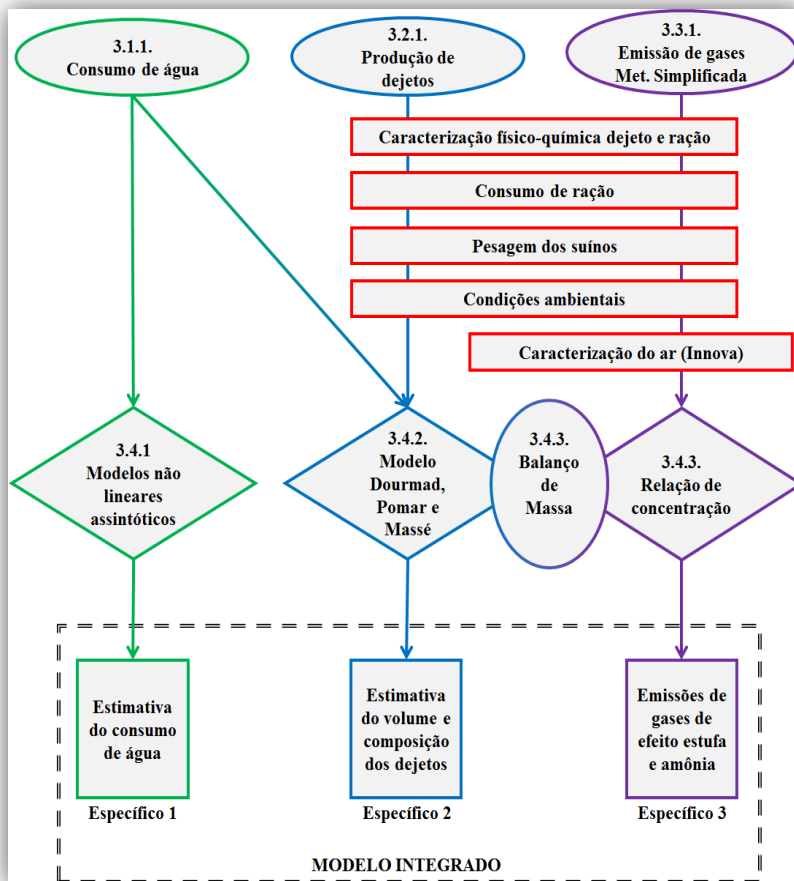 3.1.1.
Consumo de água
3.2.1.
Produção de
dejetos
3.3.1.
Emissão de gases
Met. Simplificada
Caracterização físico-química dejeto e ração
Consumo de ração
Pesagem dos suínos
Condições ambientais
Caracterização do ar (Innova)
3.4.1
Modelos não
lineares
assintóticos
3.4.2.
Modelo
Dourmad,
Pomar e
Massé
3.4.3.
Balanço
de
Massa
3.4.3.
Relação de
concentração
Estimativa
do consumo
de água
Específico 1
Estimativa
do volume e
composição
dos dejetos
Específico 2
Emissões de
gases de
efeito estufa
e amônia
Específico 3
MODELO INTEGRADO